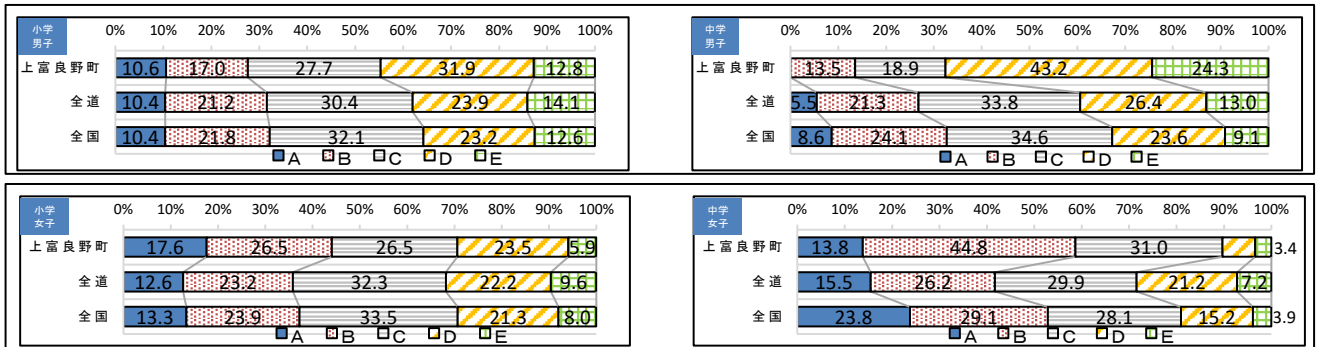 小学
男子
0% 10% 20% 30% 40% 50% 60% 70% 80% 90% 100%
上富良野町 10.6 17.0 27.7 31.9 12.8
全道 10.4 21.2 30.4 23.9 14.1
全国 10.4 21.8 32.1 23.2 12.6
A B C D E
中学
男子
0% 10% 20% 30% 40% 50% 60% 70% 80% 90% 100%
上富良野町 13.5 18.9 43.2 24.3
全道 5.5 21.3 33.8 26.4 13.0
全国 8.6 24.1 34.6 23.6 9.1
A B C D E
小学
女子
0% 10% 20% 30% 40% 50% 60% 70% 80% 90% 100%
上富良野町 17.6 26.5 26.5 23.5 5.9
全道 12.6 23.2 32.3 22.2 9.6
全国 13.3 23.9 33.5 21.3 8.0
A B C D E
中学
女子
0% 10% 20% 30% 40% 50% 60% 70% 80% 90% 100%
上富良野町 13.8 44.8 31.0 3.4
全道 15.5 26.2 29.9 21.2 7.2
全国 23.8 29.1 28.1 15.2 3.9
A B C D E